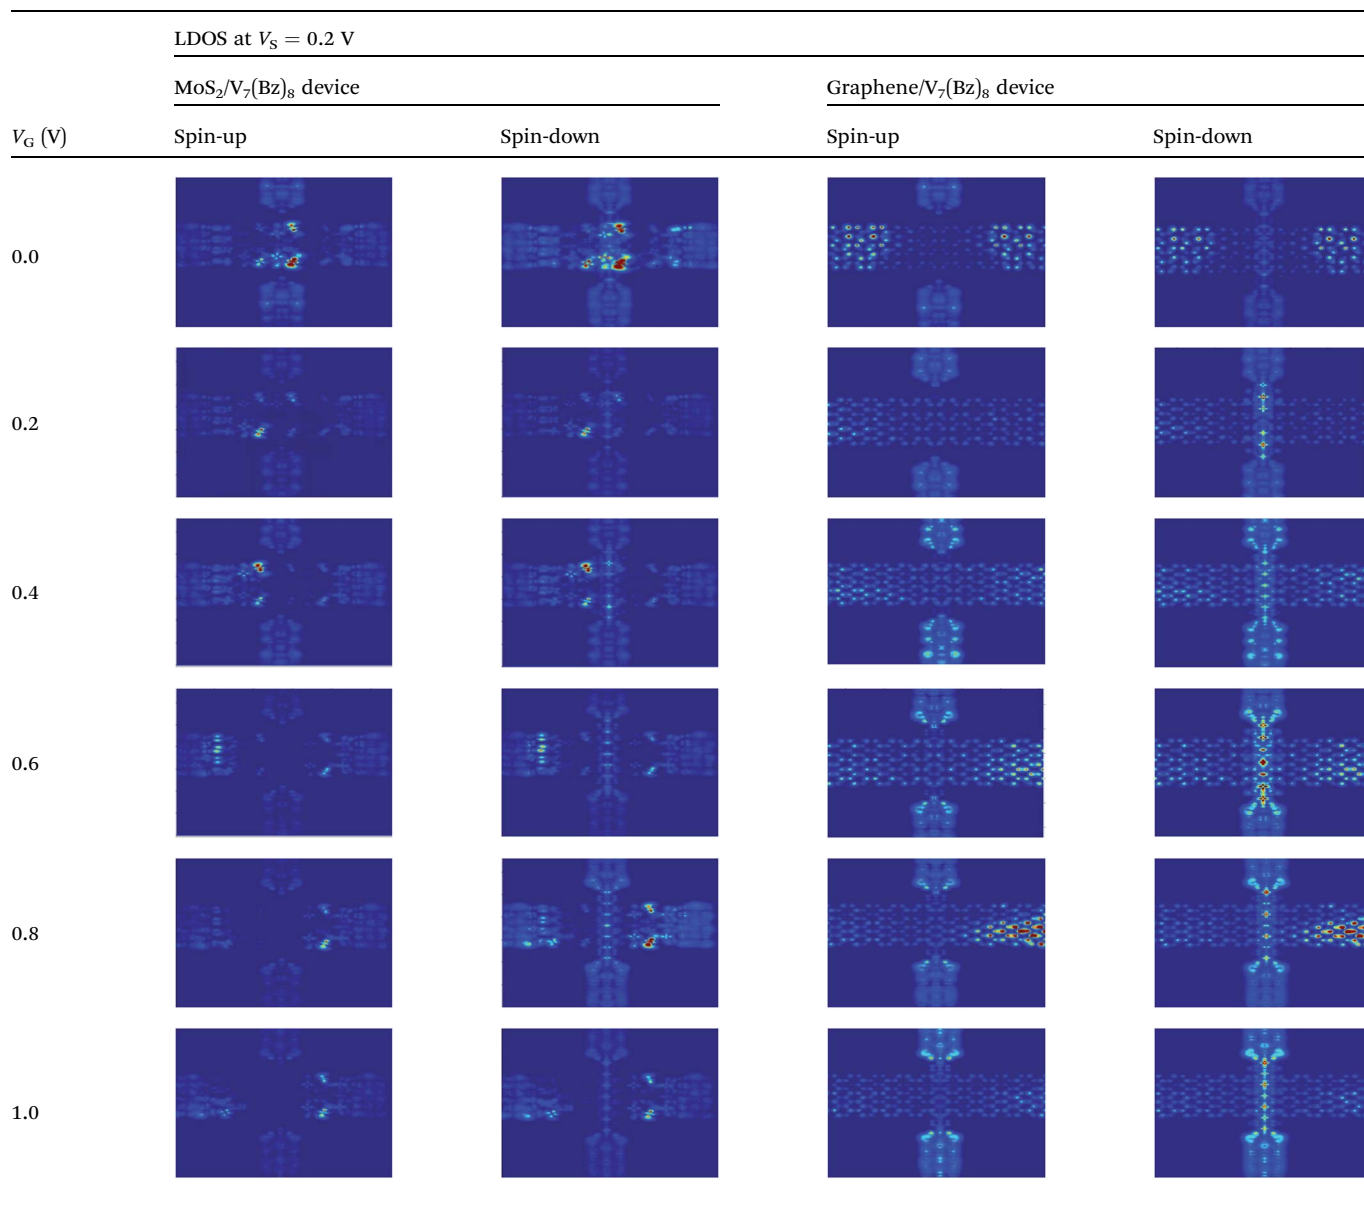 LDOS at V_S = 0.2 V
MoS₂/V₇(Bz)₈ device Graphene/V₇(Bz)₈ device
V_G (V) Spin-up Spin-down Spin-up Spin-down
0.0
0.2
0.4
0.6
0.8
1.0